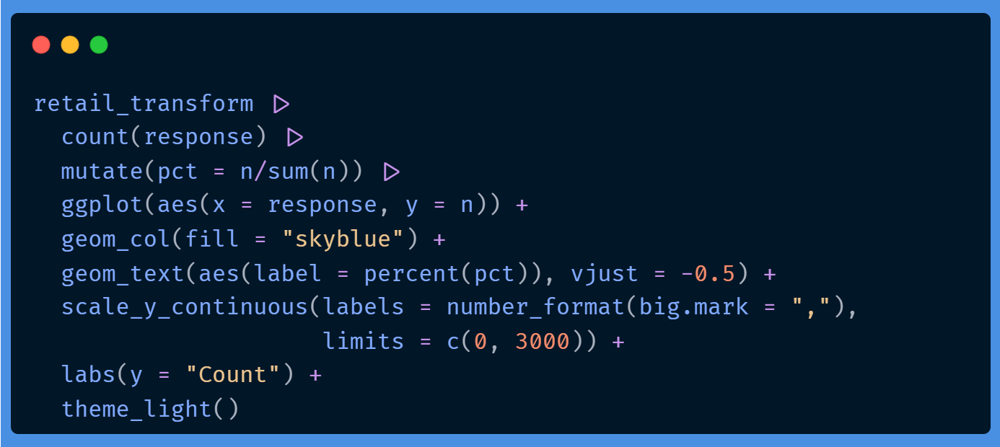 retail_transform |>
  count(response) |>
  mutate(pct = n/sum(n)) |>
  ggplot(aes(x = response, y = n)) +
  geom_col(fill = "skyblue") +
  geom_text(aes(label = percent(pct)), vjust = -0.5) +
  scale_y_continuous(labels = number_format(big.mark = ","),
                     limits = c(0, 3000)) +
  labs(y = "Count") +
  theme_light()